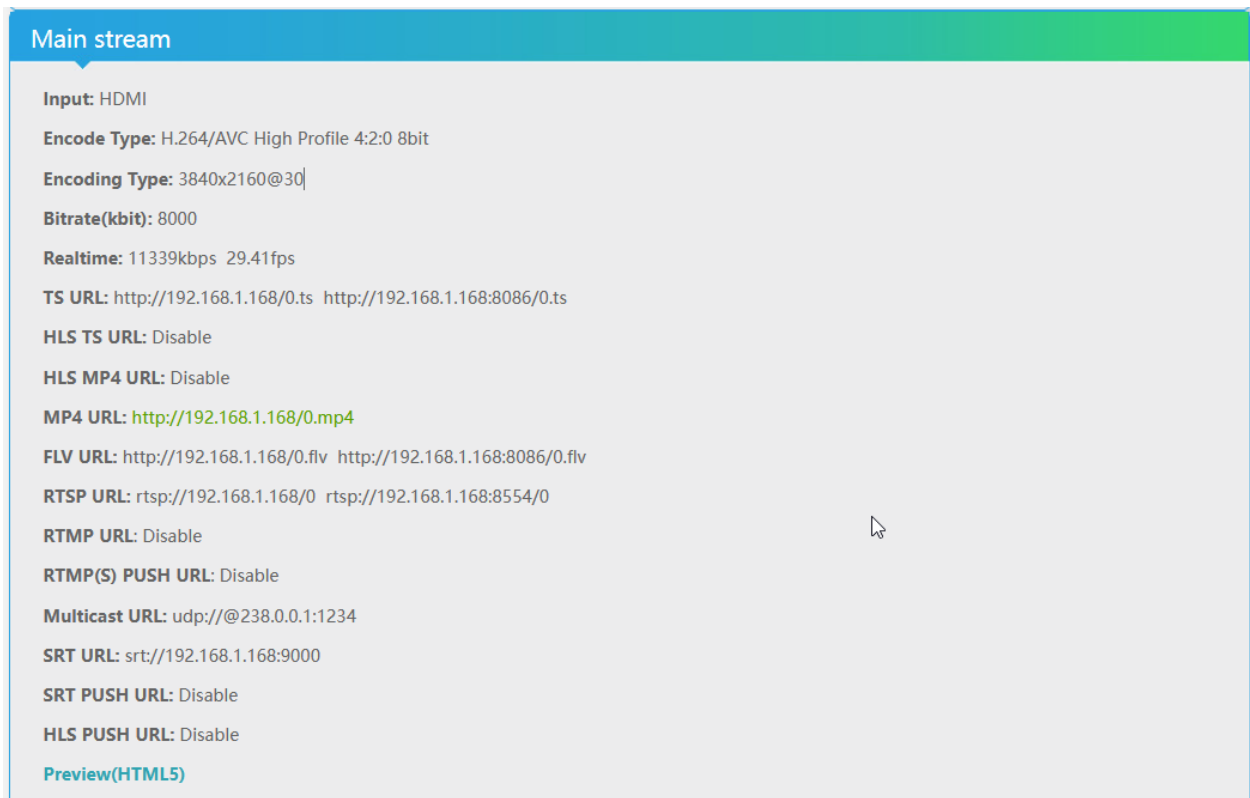 Main stream
Input: HDMI
Encode Type: H.264/AVC High Profile 4:2:0 8bit
Encoding Type: 3840x2160@30
Bitrate(kbit): 8000
Realtime: 11339kbps 29.41fps
TS URL: http://192.168.1.168/0.ts http://192.168.1.168:8086/0.ts
HLS TS URL: Disable
HLS MP4 URL: Disable
MP4 URL: http://192.168.1.168/0.mp4
FLV URL: http://192.168.1.168/0.flv http://192.168.1.168:8086/0.flv
RTSP URL: rtsp://192.168.1.168/0 rtsp://192.168.1.168:8554/0
RTMP URL: Disable
RTMP(S) PUSH URL: Disable
Multicast URL: udp://@238.0.0.1:1234
SRT URL: srt://192.168.1.168:9000
SRT PUSH URL: Disable
HLS PUSH URL: Disable
Preview(HTML5)